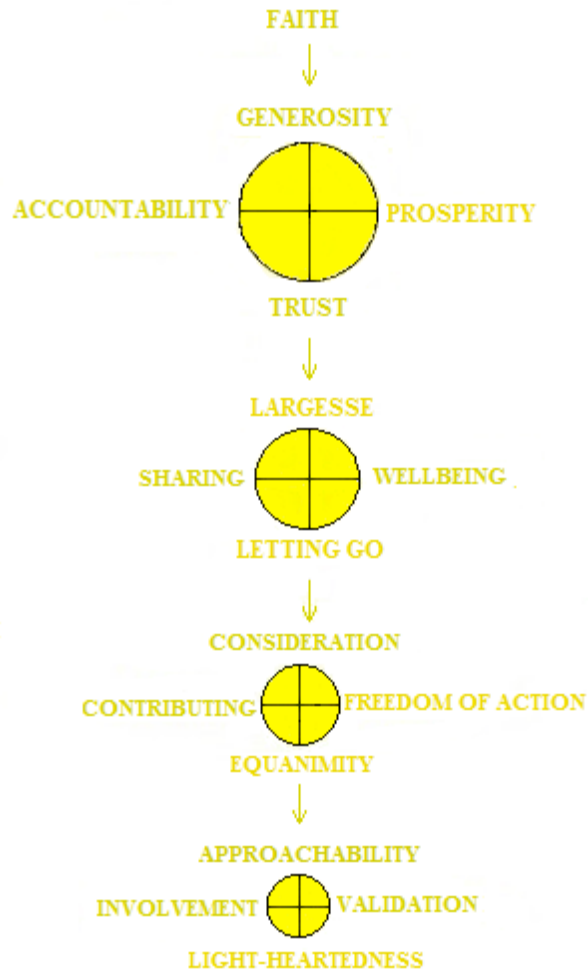 FAITH
GENEROSITY
ACCOUNTABILITY PROSPERITY
TRUST
LARGESSE
SHARING WELLBEING
LETTING GO
CONSIDERATION
CONTRIBUTING FREEDOM OF ACTION
EQUANIMITY
APPROACHABILITY
INVOLVEMENT VALIDATION
LIGHT-HEARTEDNESS